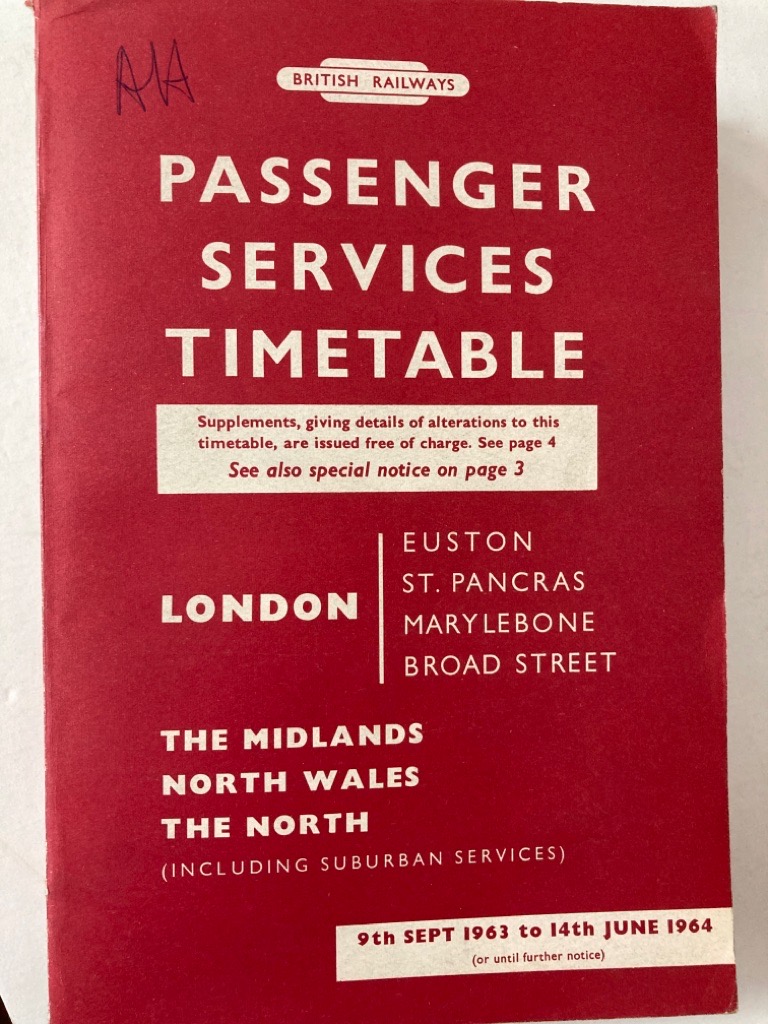 BRITISH RAILWAYS
PASSENGER
SERVICES
TIMETABLE
Supplements, giving details of alterations to this
timetable, are issued free of charge. See page 4
See also special notice on page 3
LONDON
EUSTON
ST. PANCRAS
MARYLEBONE
BROAD STREET
THE MIDLANDS
NORTH WALES
THE NORTH
(INCLUDING SUBURBAN SERVICES)
9th SEPT 1963 to 14th JUNE 1964
(or until further notice)